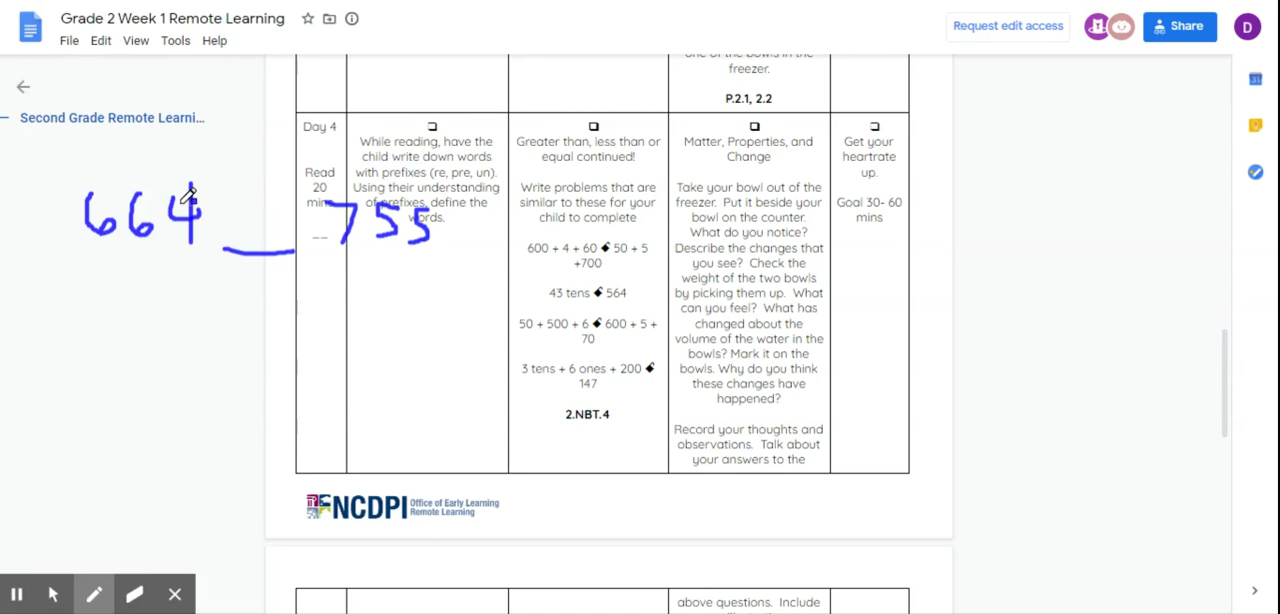 Grade 2 Week 1 Remote Learning
File Edit View Tools Help
Request edit access
Share
D
Second Grade Remote Learni...
664 __ 755
one of the bowls in the
freezer.
P.2.1, 2.2
Day 4
Read
20
mins
__
While reading, have the
child write down words
with prefixes (re, pre, un).
Using their understanding
of prefixes, define the
words.
Greater than, less than or
equal continued!
Write problems that are
similar to these for your
child to complete
600 + 4 + 60 50 + 5
+700
43 tens 564
50 + 500 + 6 600 + 5 +
70
3 tens + 6 ones + 200
147
2.NBT.4
Matter, Properties, and
Change
Take your bowl out of the
freezer. Put it beside your
bowl on the counter.
What do you notice?
Describe the changes that
you see? Check the
weight of the two bowls
by picking them up. What
can you feel? What has
changed about the
volume of the water in the
bowls? Mark it on the
bowls. Why do you think
these changes have
happened?
Record your thoughts and
observations. Talk about
your answers to the
Get your
heartrate
up.
Goal 30- 60
mins
NCDPI Office of Early Learning
Remote Learning
above questions. Include